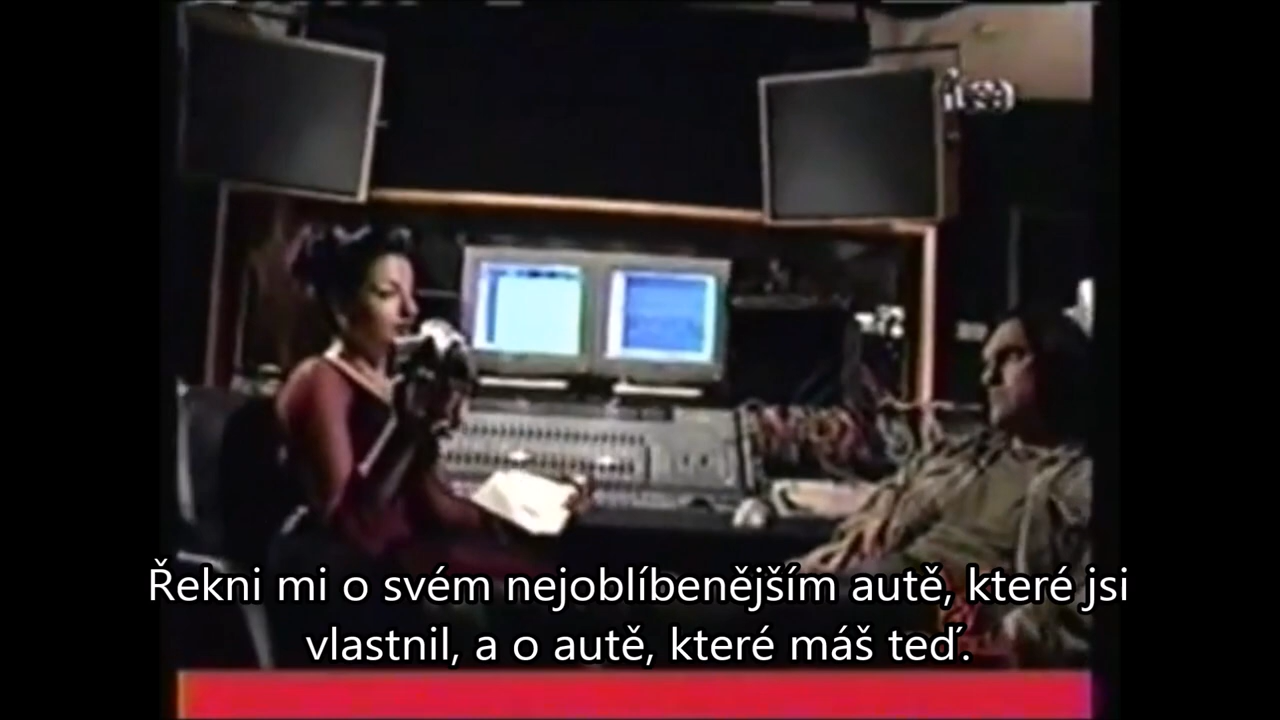 Řekni mi o svém nejoblíbenějším autě, které jsi
vlastnil, a o autě, které máš teď.